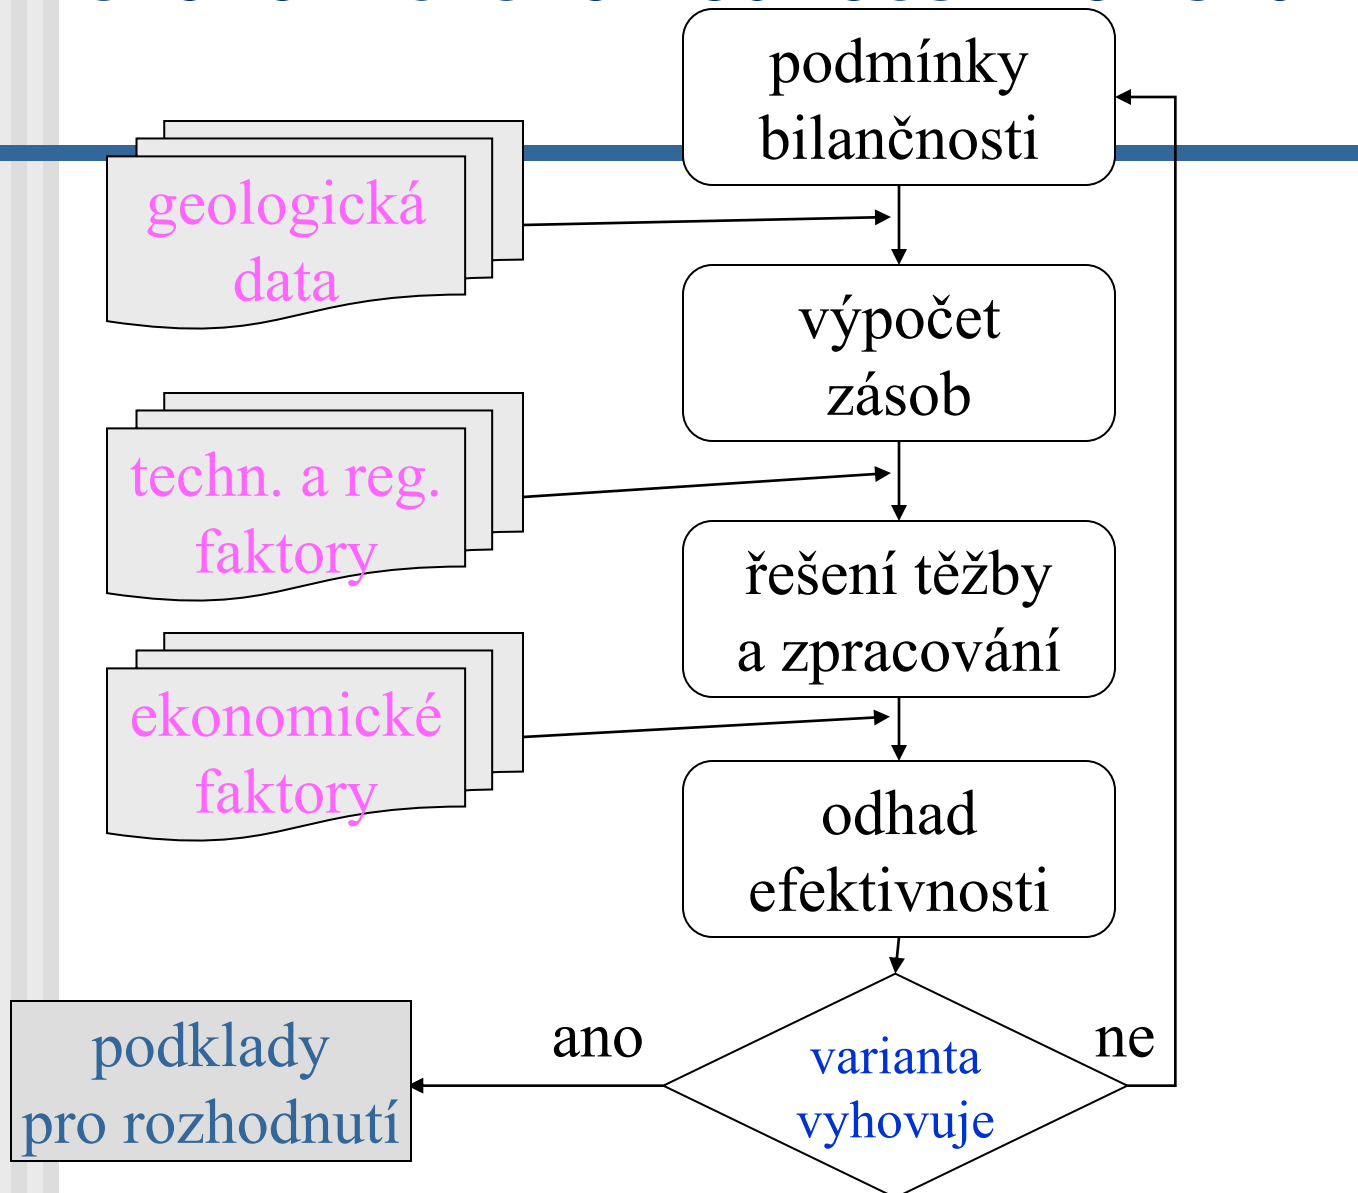 podmínky
bilančnosti
geologická
data
výpočet
zásob
techn. a reg.
faktory
řešení těžby
a zpracování
ekonomické
faktory
odhad
efektivnosti
ano
ne
varianta
vyhovuje
podklady
pro rozhodnutí